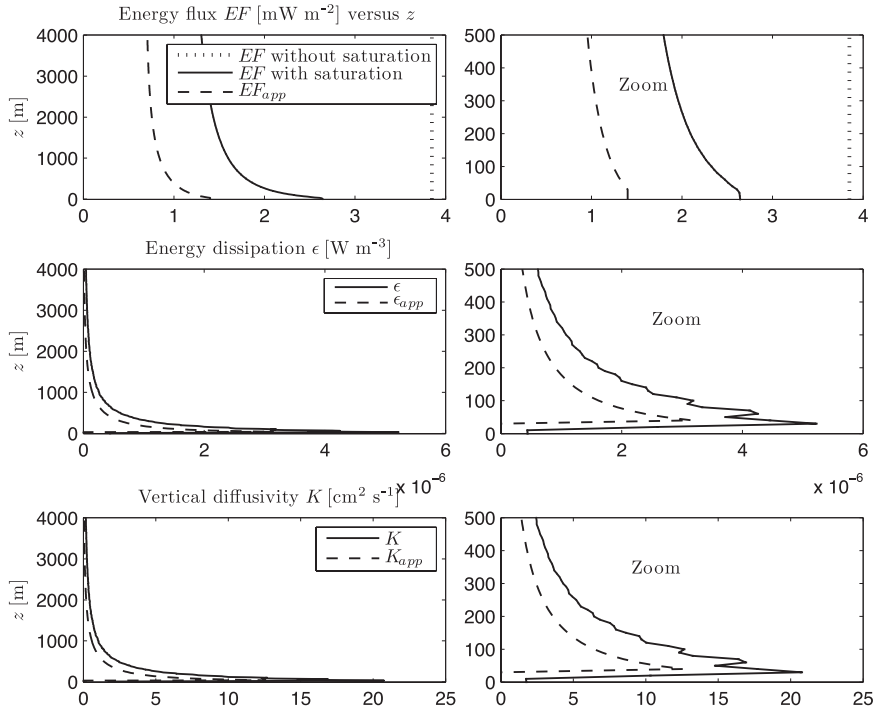 Energy flux EF [mW m⁻²] versus z
4000
3000
2000
1000
0
z [m]
EF without saturation
EF with saturation
EF_app
0 1 2 3 4
500
400
300
200
100
0
Zoom
0 1 2 3 4
Energy dissipation ϵ [W m⁻³]
4000
3000
2000
1000
0
z [m]
ϵ
ϵ_app
0 2 4 6
x 10⁻⁶
500
400
300
200
100
0
Zoom
0 2 4 6
x 10⁻⁶
Vertical diffusivity K [cm² s⁻¹]
4000
3000
2000
1000
0
z [m]
K
K_app
0 5 10 15 20 25
500
400
300
200
100
0
Zoom
0 5 10 15 20 25